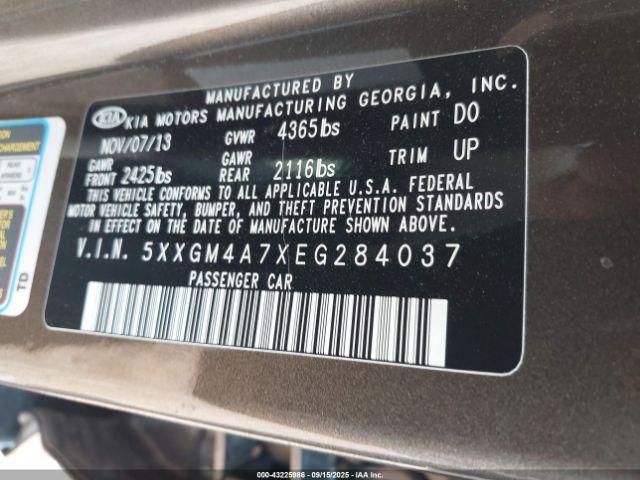 MANUFACTURED BY
KIA KIA MOTORS MANUFACTURING GEORGIA, INC.
NOV/07/13 GVWR 4365lbs PAINT DO
GAWR FRONT 2425lbs GAWR REAR 2116lbs TRIM UP
THIS VEHICLE CONFORMS TO ALL APPLICABLE U.S.A. FEDERAL
MOTOR VEHICLE SAFETY, BUMPER, AND THEFT PREVENTION STANDARDS
IN EFFECT ON THE DATE OF MANUFACTURE SHOWN ABOVE.
V.I.N. 5XXGM4A7XEG284037
PASSENGER CAR
TD
000-43225986 - 09/15/2025 - IAAI, Inc.